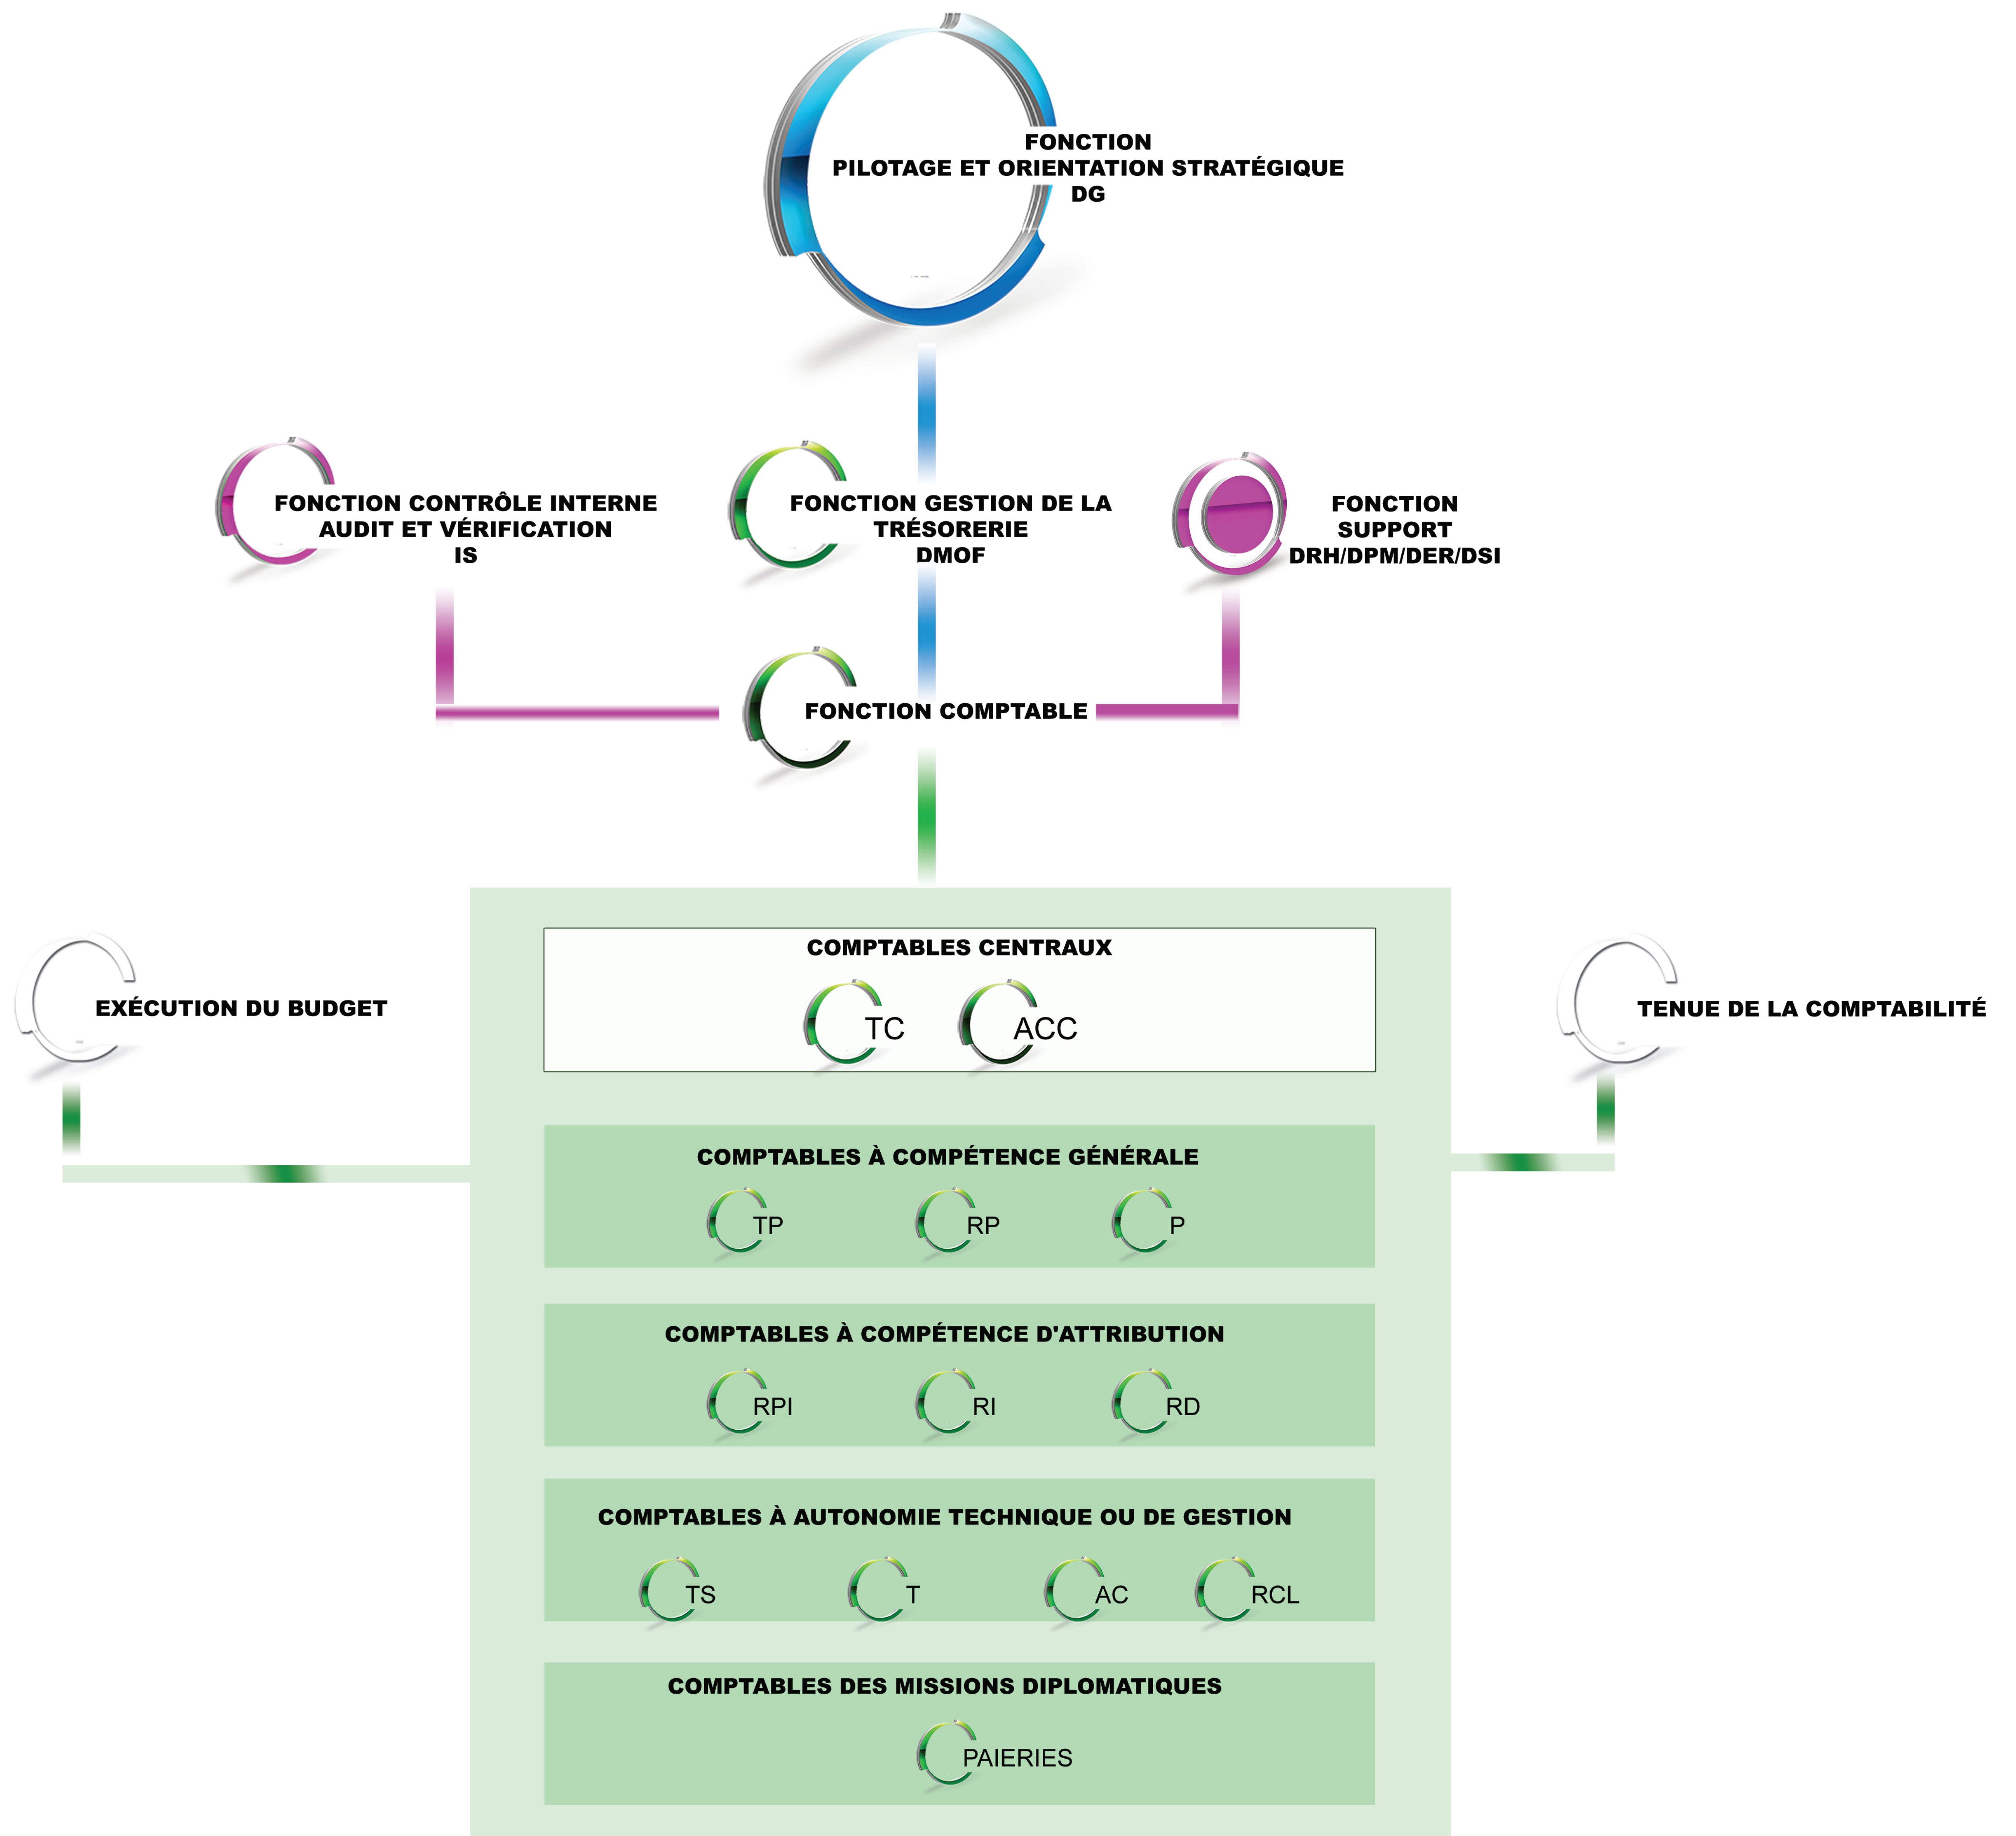 FONCTION
PILOTAGE ET ORIENTATION STRATÉGIQUE
DG
FONCTION CONTRÔLE INTERNE
AUDIT ET VÉRIFICATION
IS
FONCTION GESTION DE LA
TRÉSORERIE
DMOF
FONCTION
SUPPORT
DRH/DPM/DER/DSI
FONCTION COMPTABLE
EXÉCUTION DU BUDGET
TENUE DE LA COMPTABILITÉ
COMPTABLES CENTRAUX
TC ACC
COMPTABLES À COMPÉTENCE GÉNÉRALE
TP RP P
COMPTABLES À COMPÉTENCE D'ATTRIBUTION
RPI RI RD
COMPTABLES À AUTONOMIE TECHNIQUE OU DE GESTION
TS T AC RCL
COMPTABLES DES MISSIONS DIPLOMATIQUES
PAIERIES